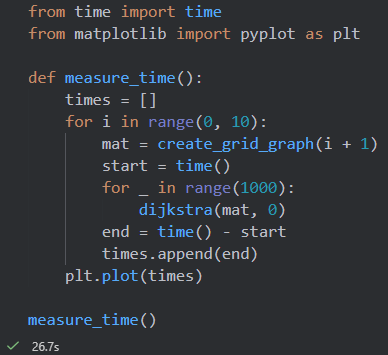 from time import time
from matplotlib import pyplot as plt

def measure_time():
    times = []
    for i in range(0, 10):
        mat = create_grid_graph(i + 1)
        start = time()
        for _ in range(1000):
            dijkstra(mat, 0)
        end = time() - start
        times.append(end)
    plt.plot(times)

measure_time()
✓ 26.7s